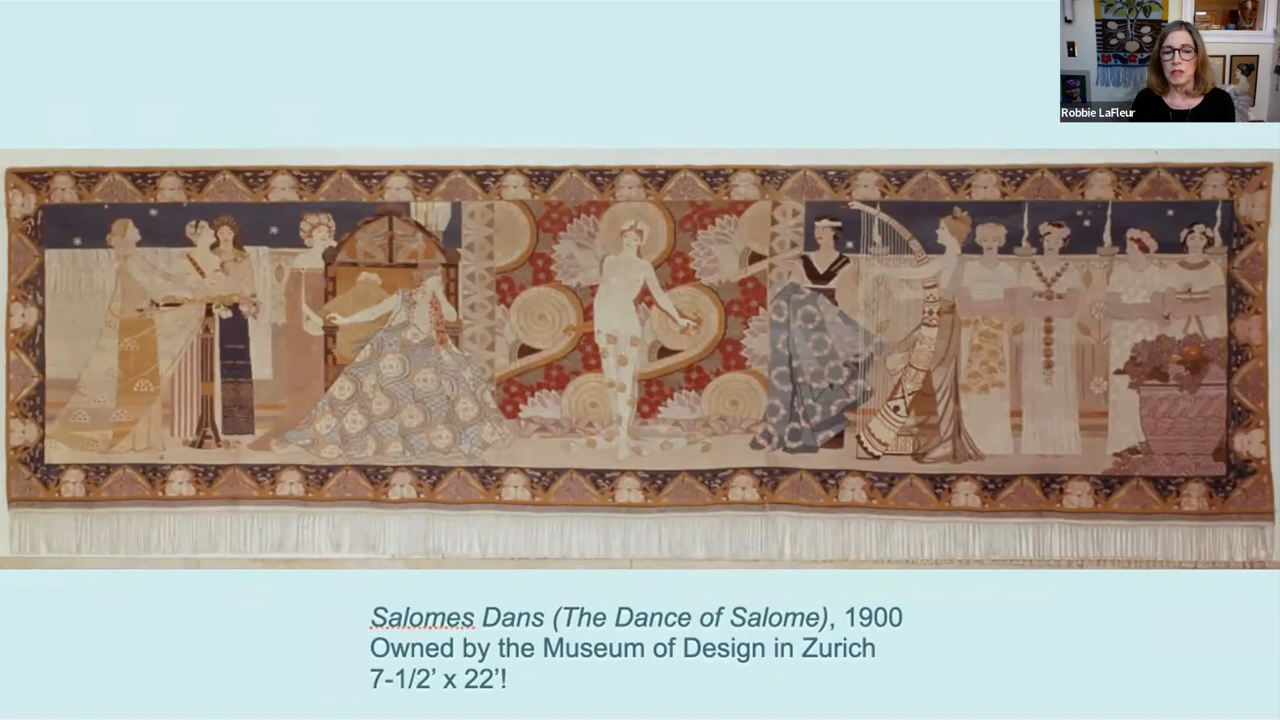 Robbie LaFleur
Salomes Dans (The Dance of Salome), 1900
Owned by the Museum of Design in Zurich
7-1/2’ x 22’!